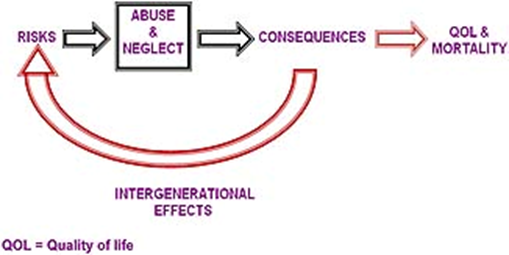 RISKS
ABUSE
&
NEGLECT
CONSEQUENCES
QOL &
MORTALITY
INTERGENERATIONAL
EFFECTS
QOL = Quality of life